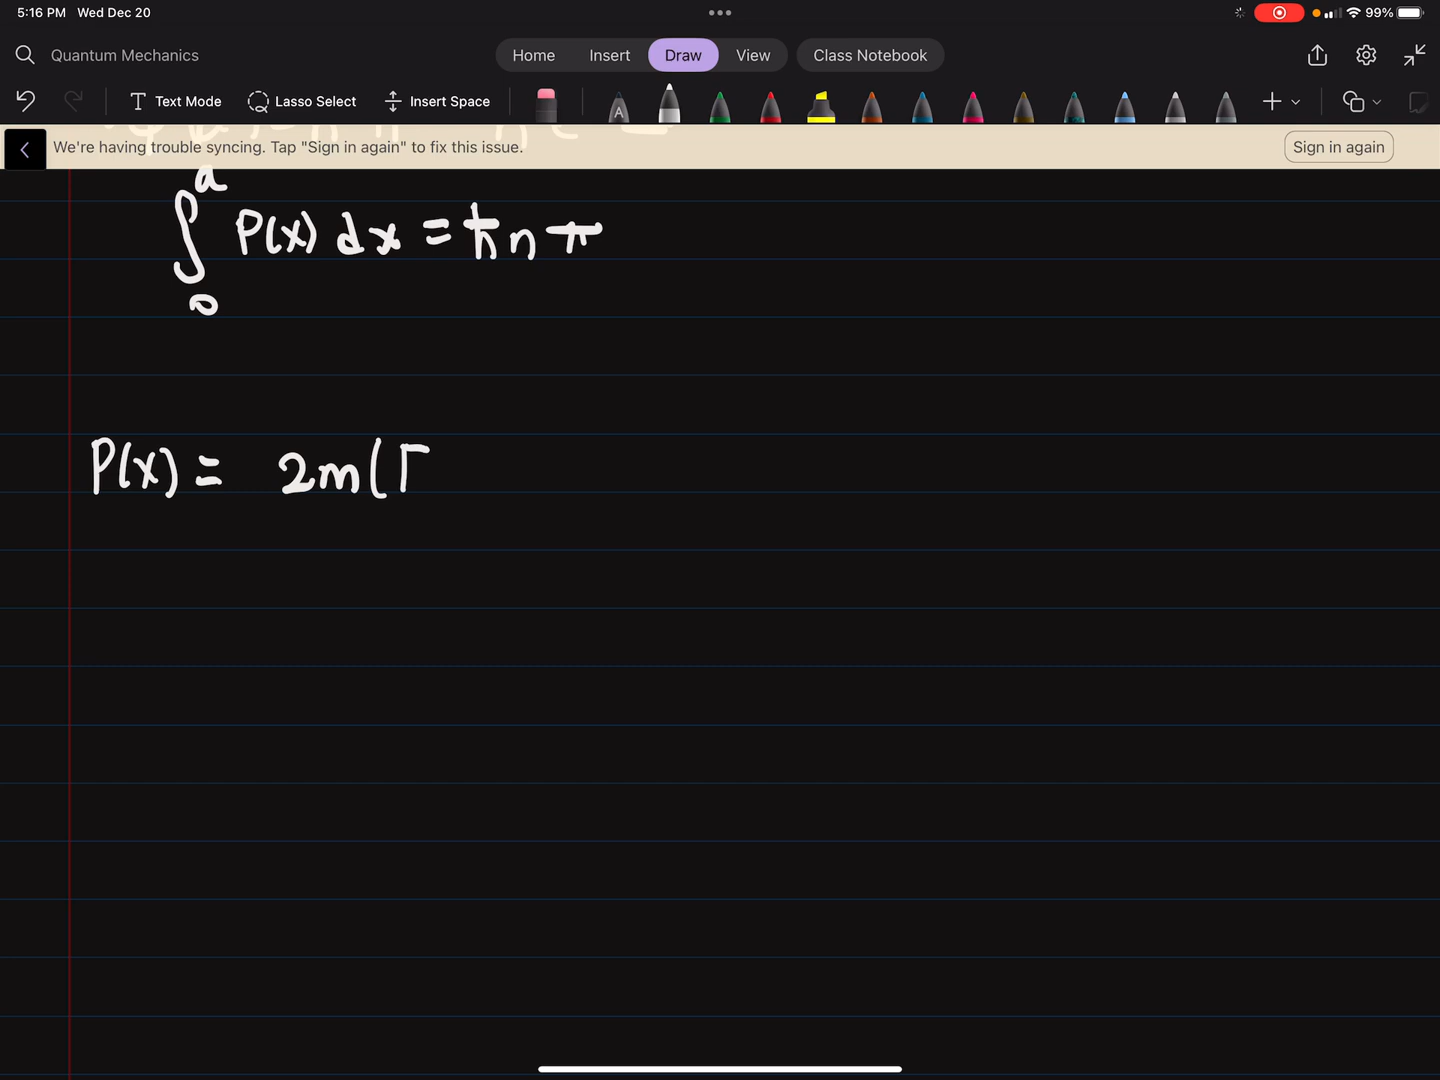 5:16 PM Wed Dec 20
99%
Quantum Mechanics
Home Insert Draw View Class Notebook
Text Mode Lasso Select Insert Space
A
We're having trouble syncing. Tap "Sign in again" to fix this issue. Sign in again
a
∫ P(x) dx = ħ n π
0
P(x) = 2m(